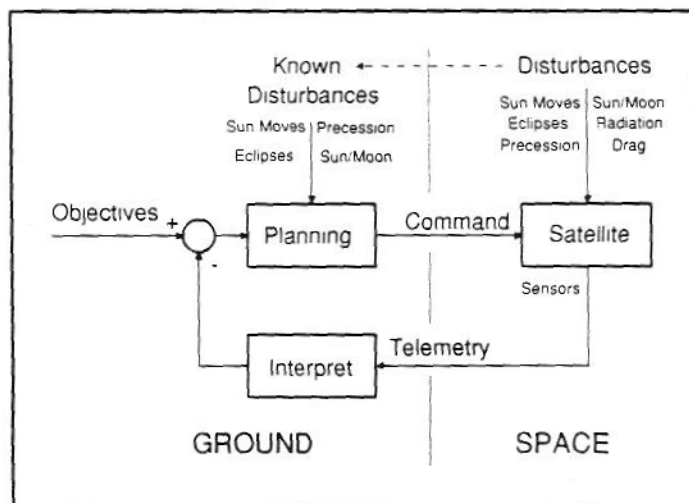 Known
Disturbances
Sun Moves
Precession
Eclipses
Sun/Moon
Disturbances
Sun Moves
Sun/Moon
Eclipses
Radiation
Precession
Drag
Objectives
+
-
Planning
Command
Satellite
Sensors
Interpret
Telemetry
GROUND
SPACE